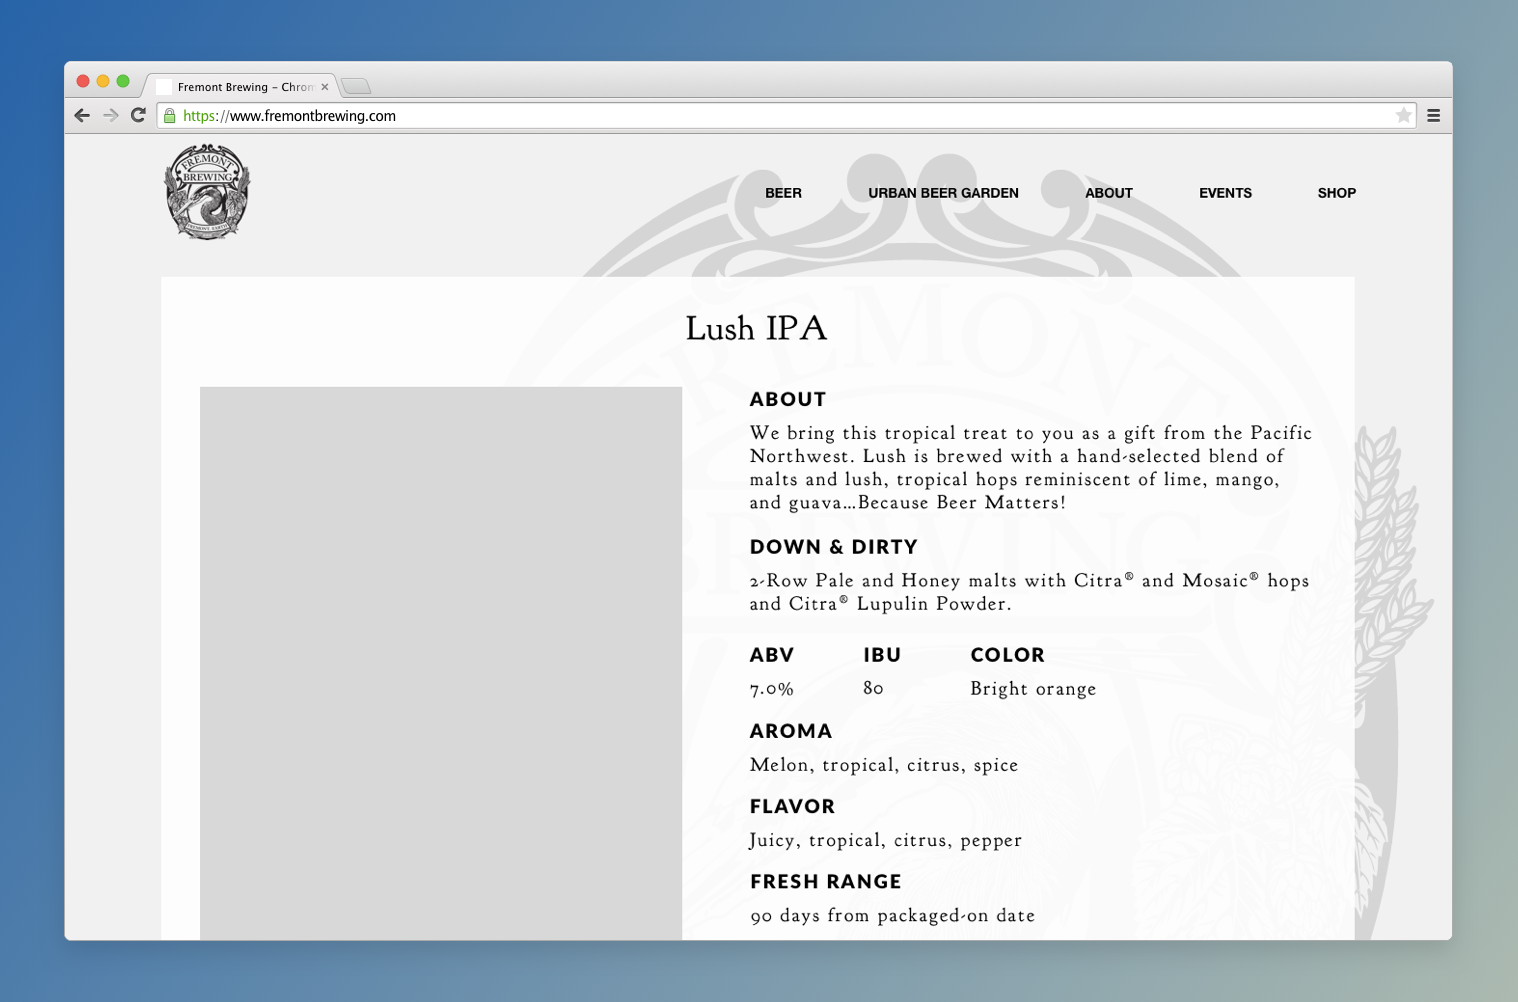 Fremont Brewing – Chrom
https://www.fremontbrewing.com
FREMONT
BREWING
FREMONT, EARTH
BEER
URBAN BEER GARDEN
ABOUT
EVENTS
SHOP
FREMONT
BREWING
Lush IPA
ABOUT
We bring this tropical treat to you as a gift from the Pacific
Northwest. Lush is brewed with a hand-selected blend of
malts and lush, tropical hops reminiscent of lime, mango,
and guava...Because Beer Matters!
DOWN & DIRTY
2-Row Pale and Honey malts with Citra® and Mosaic® hops
and Citra® Lupulin Powder.
ABV IBU COLOR
7.0% 80 Bright orange
AROMA
Melon, tropical, citrus, spice
FLAVOR
Juicy, tropical, citrus, pepper
FRESH RANGE
90 days from packaged-on date